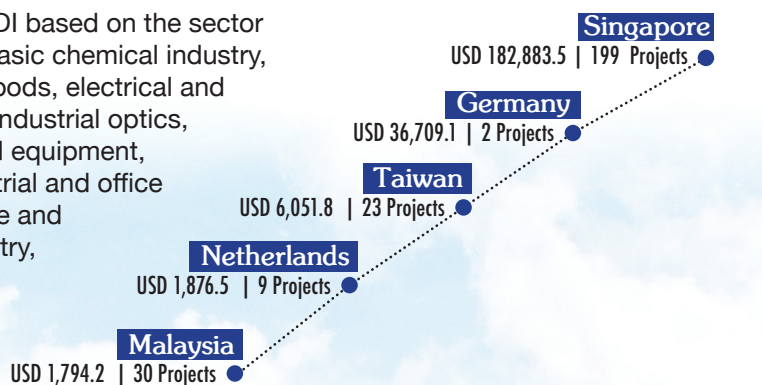 DI based on the sector
asic chemical industry,
oods, electrical and
ndustrial optics,
equipment,
trial and office
e and
try,
Singapore
USD 182,883.5 | 199 Projects
Germany
USD 36,709.1 | 2 Projects
Taiwan
USD 6,051.8 | 23 Projects
Netherlands
USD 1,876.5 | 9 Projects
Malaysia
USD 1,794.2 | 30 Projects